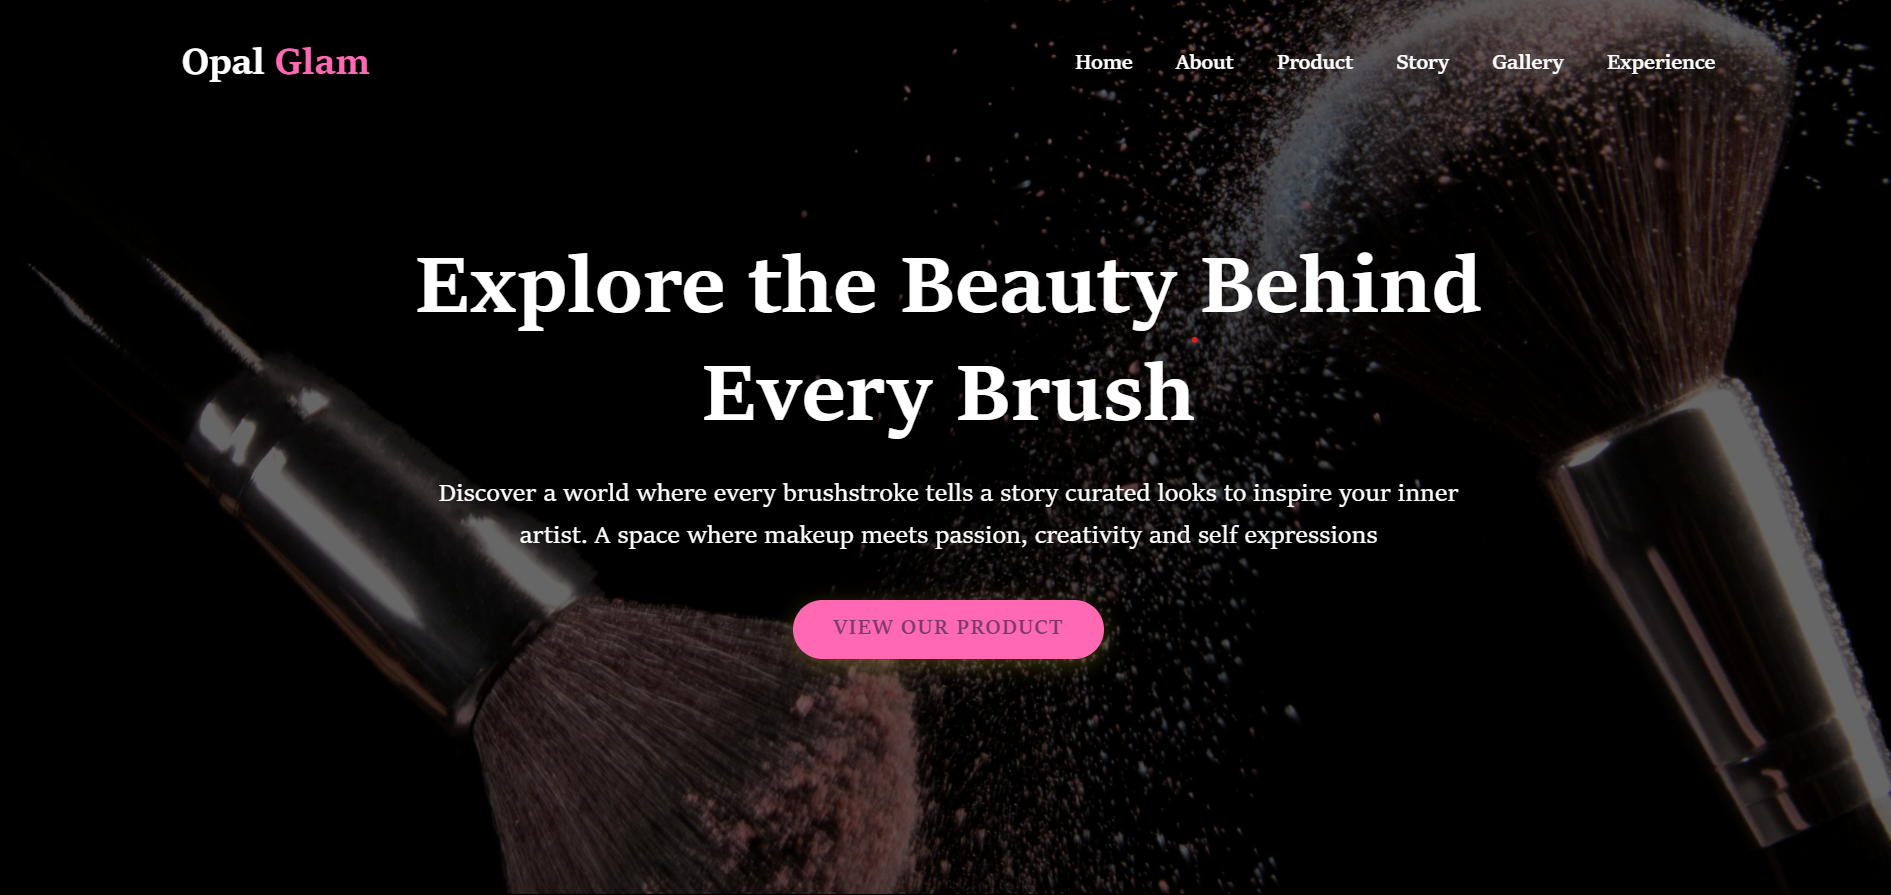 Opal Glam
Home About Product Story Gallery Experience
Explore the Beauty Behind
Every Brush
Discover a world where every brushstroke tells a story curated looks to inspire your inner
artist. A space where makeup meets passion, creativity and self expressions
VIEW OUR PRODUCT